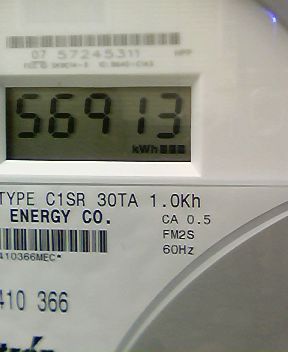 07 57245311
56913
kWh
TYPE C1SR 30TA 1.0Kh
ENERGY CO. CA 0.5
FM2S
410366MEC* 60Hz
410 366